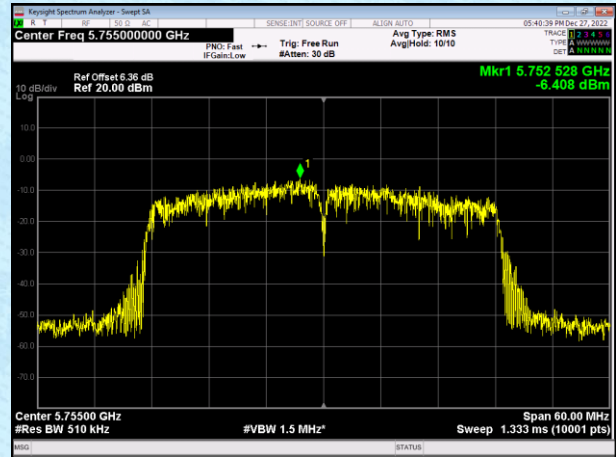 Keysight Spectrum Analyzer - Swept SA
R T RF 50 Ω AC SENSE:INT SOURCE OFF ALIGN AUTO 05:40:39 PM Dec 27, 2022
Center Freq 5.755000000 GHz
PNO: Fast
IFGain:Low
Trig: Free Run
#Atten: 30 dB
Avg Type: RMS
Avg|Hold: 10/10
TRACE 1 2 3 4 5 6
TYPE A WWWWW
DET A N N N N N
Mkr1 5.752 528 GHz
-6.408 dBm
Ref Offset 6.36 dB
10 dB/div Ref 20.00 dBm
Log
1
10.0
0.00
-10.0
-20.0
-30.0
-40.0
-50.0
-60.0
-70.0
Center 5.75500 GHz Span 60.00 MHz
#Res BW 510 kHz #VBW 1.5 MHz* Sweep 1.333 ms (10001 pts)
MSG STATUS